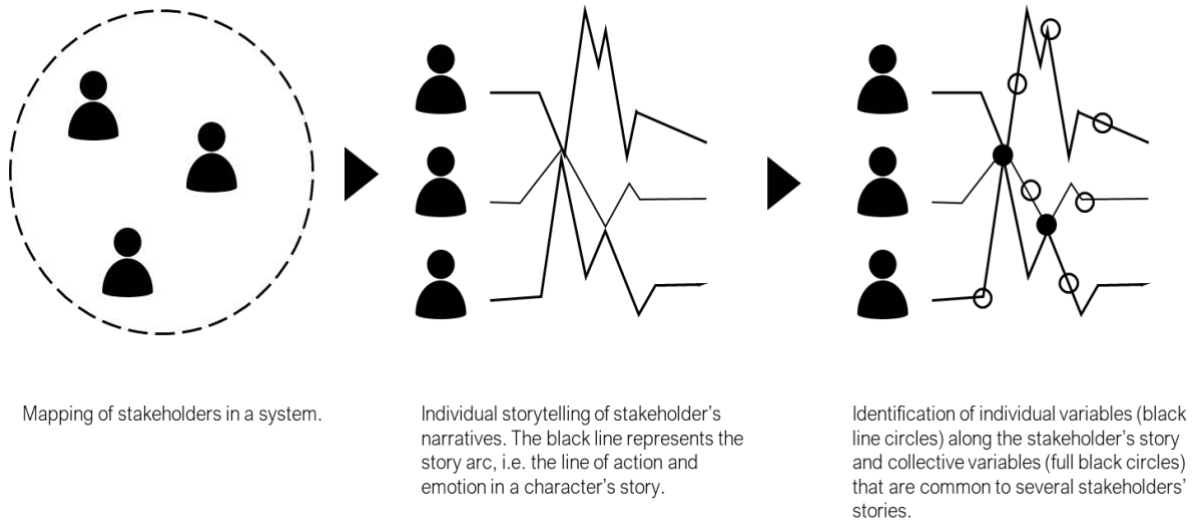 Mapping of stakeholders in a system.
Individual storytelling of stakeholder's
narratives. The black line represents the
story arc, i.e. the line of action and
emotion in a character's story.
Identification of individual variables (black
line circles) along the stakeholder's story
and collective variables (full black circles)
that are common to several stakeholders'
stories.